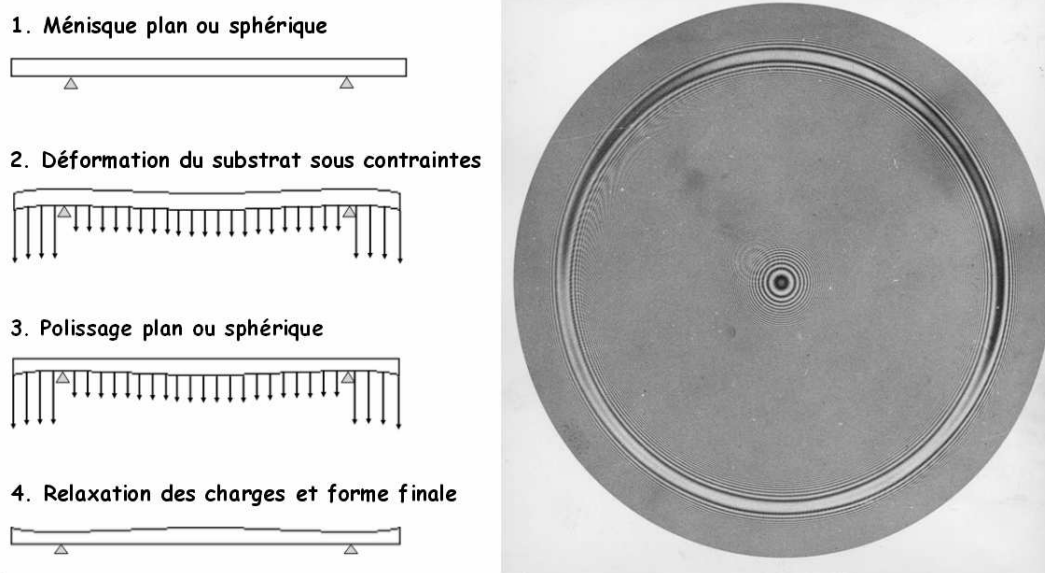 1. Ménisque plan ou sphérique
2. Déformation du substrat sous contraintes
3. Polissage plan ou sphérique
4. Relaxation des charges et forme finale